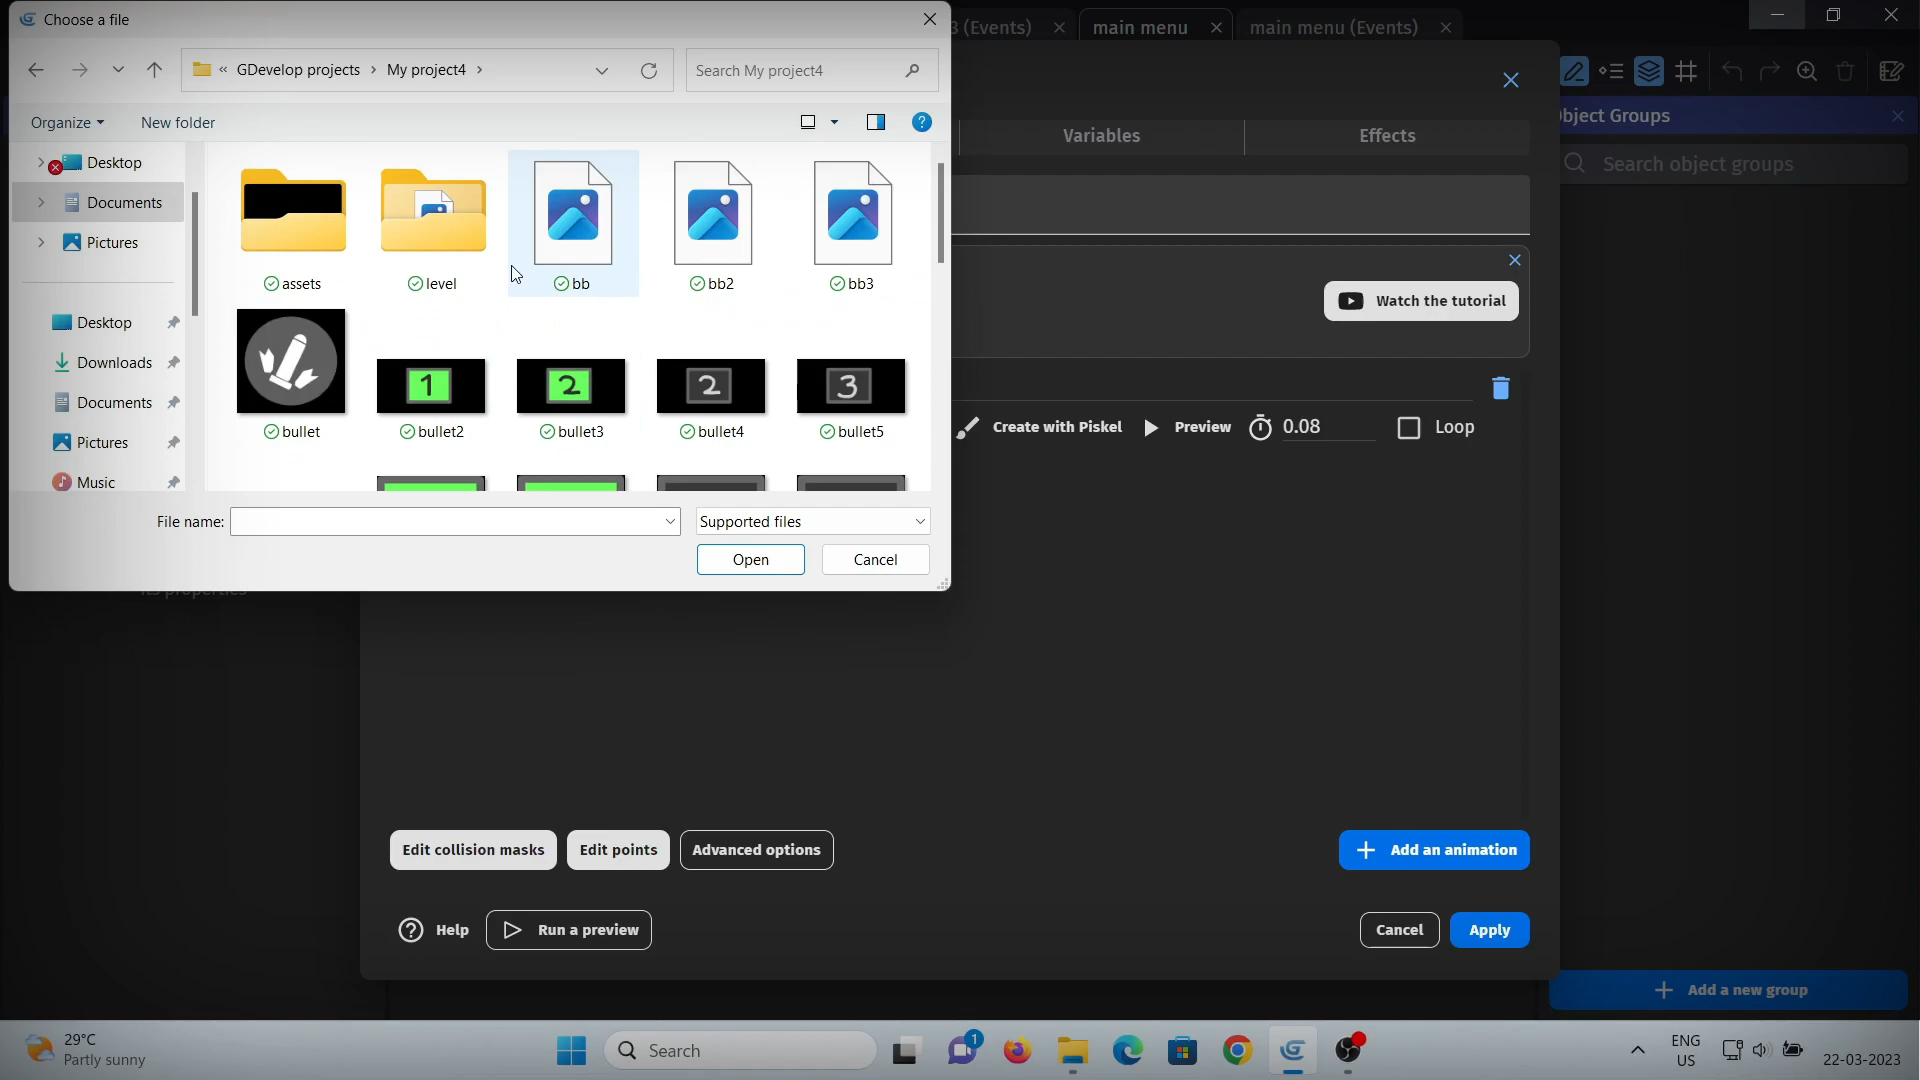 Choose a file
3 (Events)
main menu
main menu (Events)
GDevelop projects
My project4
Search My project4
Organize
New folder
Variables
Effects
bject Groups
Search object groups
Desktop
Documents
Pictures
Desktop
Downloads
Documents
Pictures
Music
assets
level
bb
bb2
bb3
1
2
2
3
bullet
bullet2
bullet3
bullet4
bullet5
Watch the tutorial
Create with Piskel
Preview
0.08
Loop
File name:
Supported files
Open
Cancel
properties
Edit collision masks
Edit points
Advanced options
Add an animation
Help
Run a preview
Cancel
Apply
Add a new group
29°C
Partly sunny
Search
1
ENG
US
22-03-2023